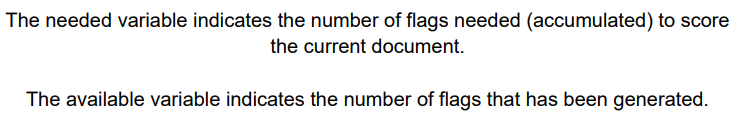 The needed variable indicates the number of flags needed (accumulated) to score
the current document.
The available variable indicates the number of flags that has been generated.